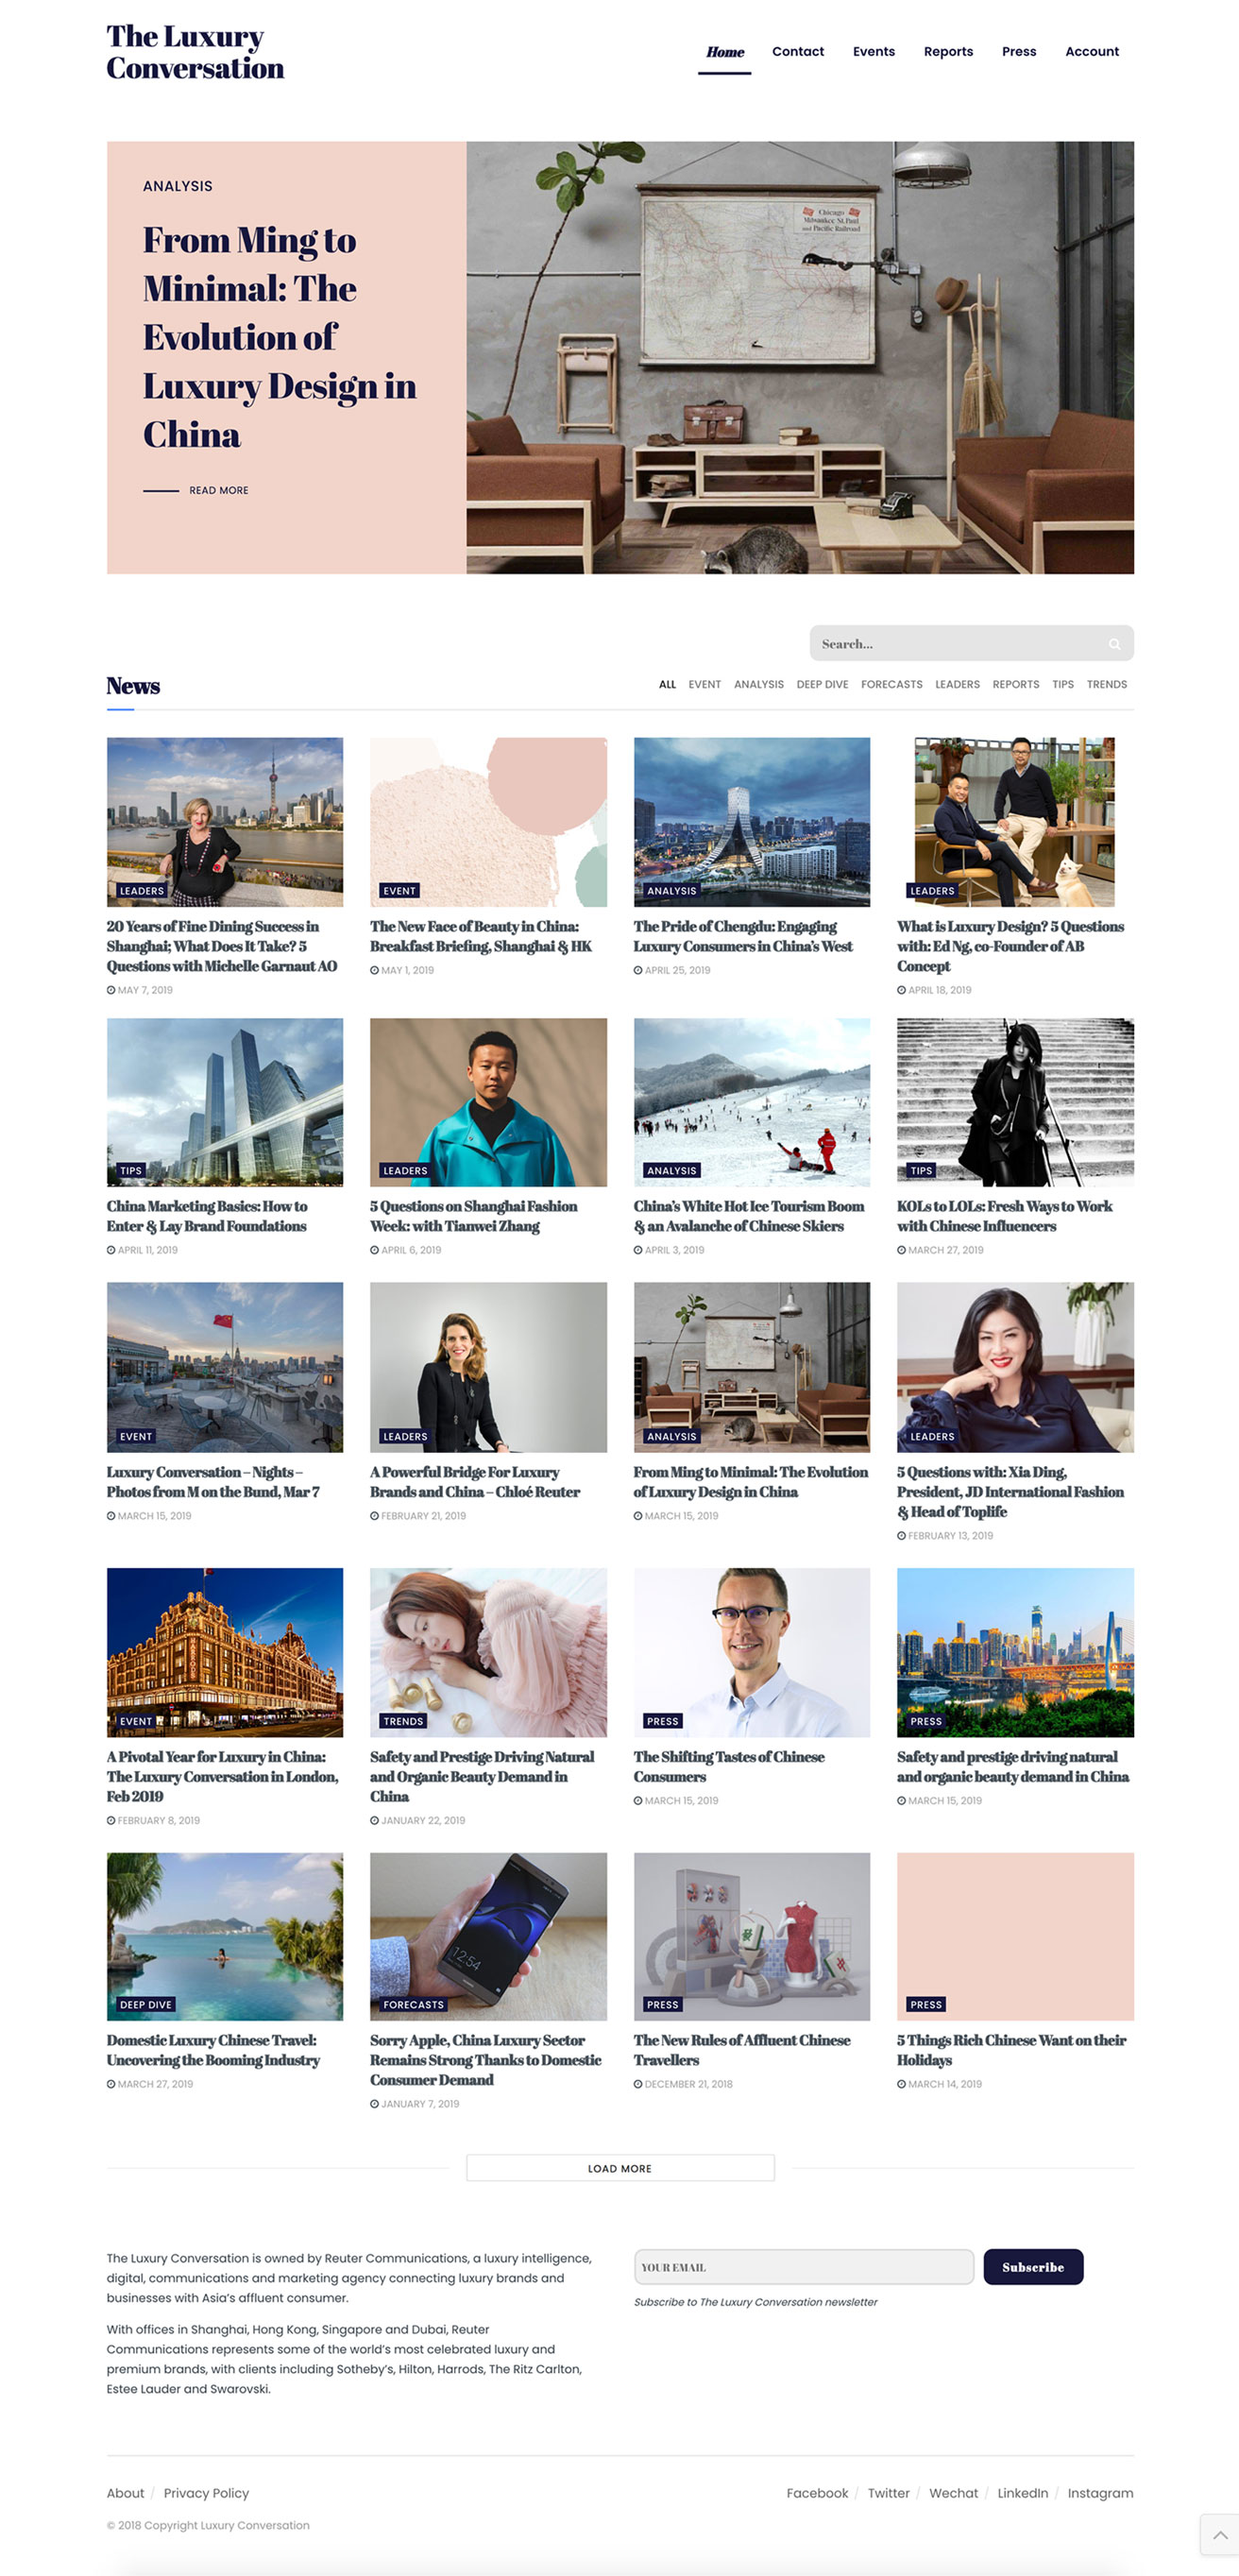 The Luxury
Conversation
Home Contact Events Reports Press Account
ANALYSIS
From Ming to
Minimal: The
Evolution of
Luxury Design in
China
READ MORE
Chicago
Milwaukee St. Paul
and Pacific Railroad
Search...
News
ALL EVENT ANALYSIS DEEP DIVE FORECASTS LEADERS REPORTS TIPS TRENDS
LEADERS
20 Years of Fine Dining Success in
Shanghai; What Does It Take? 5
Questions with Michelle Garnaut AO
MAY 7, 2019
EVENT
The New Face of Beauty in China:
Breakfast Briefing, Shanghai & HK
MAY 1, 2019
ANALYSIS
The Pride of Chengdu: Engaging
Luxury Consumers in China's West
APRIL 25, 2019
LEADERS
What is Luxury Design? 5 Questions
with: Ed Ng, co-Founder of AB
Concept
APRIL 18, 2019
TIPS
China Marketing Basics: How to
Enter & Lay Brand Foundations
APRIL 11, 2019
LEADERS
5 Questions on Shanghai Fashion
Week: with Tianwei Zhang
APRIL 6, 2019
ANALYSIS
China's White Hot Ice Tourism Boom
& an Avalanche of Chinese Skiers
APRIL 3, 2019
TIPS
KOLs to LOLs: Fresh Ways to Work
with Chinese Influencers
MARCH 27, 2019
EVENT
Luxury Conversation – Nights –
Photos from M on the Bund, Mar 7
MARCH 15, 2019
LEADERS
A Powerful Bridge For Luxury
Brands and China – Chloé Reuter
FEBRUARY 21, 2019
ANALYSIS
From Ming to Minimal: The Evolution
of Luxury Design in China
MARCH 15, 2019
LEADERS
5 Questions with: Xia Ding,
President, JD International Fashion
& Head of Toplife
FEBRUARY 13, 2019
EVENT
A Pivotal Year for Luxury in China:
The Luxury Conversation in London,
Feb 2019
FEBRUARY 8, 2019
TRENDS
Safety and Prestige Driving Natural
and Organic Beauty Demand in
China
JANUARY 22, 2019
PRESS
The Shifting Tastes of Chinese
Consumers
MARCH 15, 2019
PRESS
Safety and prestige driving natural
and organic beauty demand in China
MARCH 15, 2019
DEEP DIVE
Domestic Luxury Chinese Travel:
Uncovering the Booming Industry
MARCH 27, 2019
12:54
FORECASTS
Sorry Apple, China Luxury Sector
Remains Strong Thanks to Domestic
Consumer Demand
JANUARY 7, 2019
PRESS
The New Rules of Affluent Chinese
Travellers
DECEMBER 21, 2018
PRESS
5 Things Rich Chinese Want on their
Holidays
MARCH 14, 2019
LOAD MORE
The Luxury Conversation is owned by Reuter Communications, a luxury intelligence,
digital, communications and marketing agency connecting luxury brands and
businesses with Asia's affluent consumer.
With offices in Shanghai, Hong Kong, Singapore and Dubai, Reuter
Communications represents some of the world's most celebrated luxury and
premium brands, with clients including Sotheby's, Hilton, Harrods, The Ritz Carlton,
Estee Lauder and Swarovski.
YOUR EMAIL
Subscribe
Subscribe to The Luxury Conversation newsletter
About / Privacy Policy
Facebook / Twitter / Wechat / LinkedIn / Instagram
© 2018 Copyright Luxury Conversation